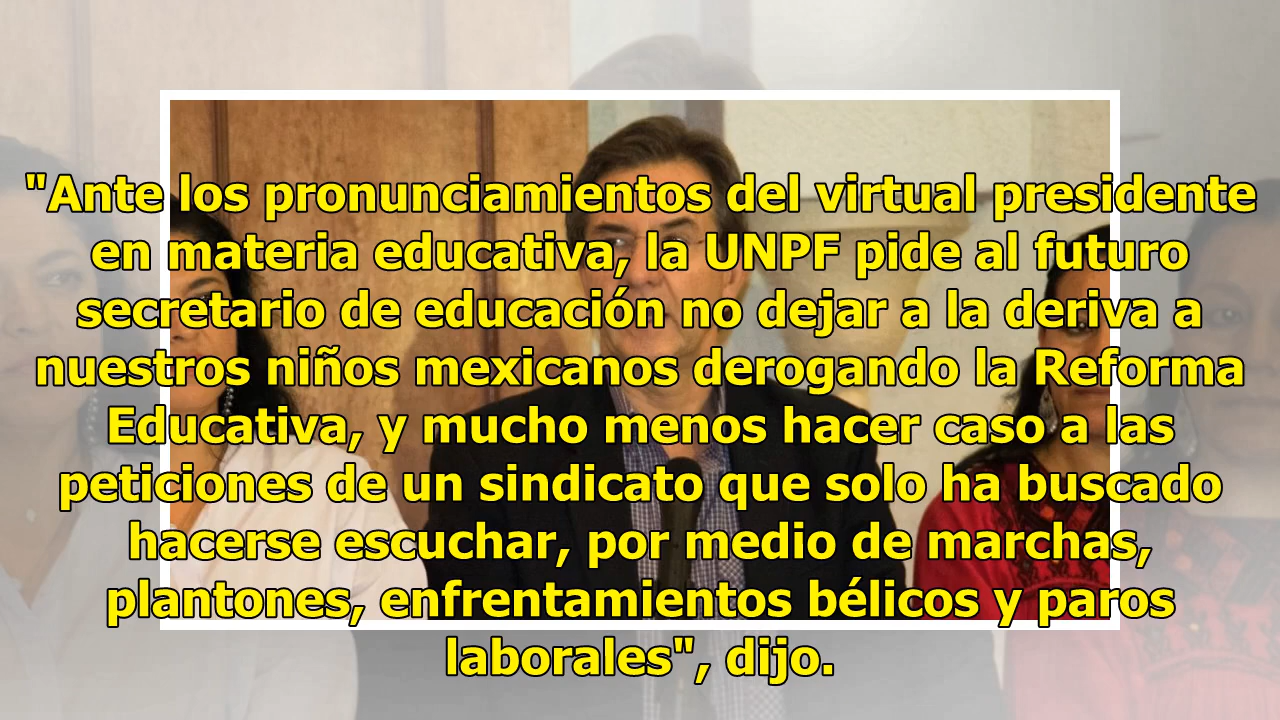 "Ante los pronunciamientos del virtual presidente
en materia educativa, la UNPF pide al futuro
secretario de educación no dejar a la deriva a
nuestros niños mexicanos derogando la Reforma
Educativa, y mucho menos hacer caso a las
peticiones de un sindicato que solo ha buscado
hacerse escuchar, por medio de marchas,
plantones, enfrentamientos bélicos y paros
laborales", dijo.